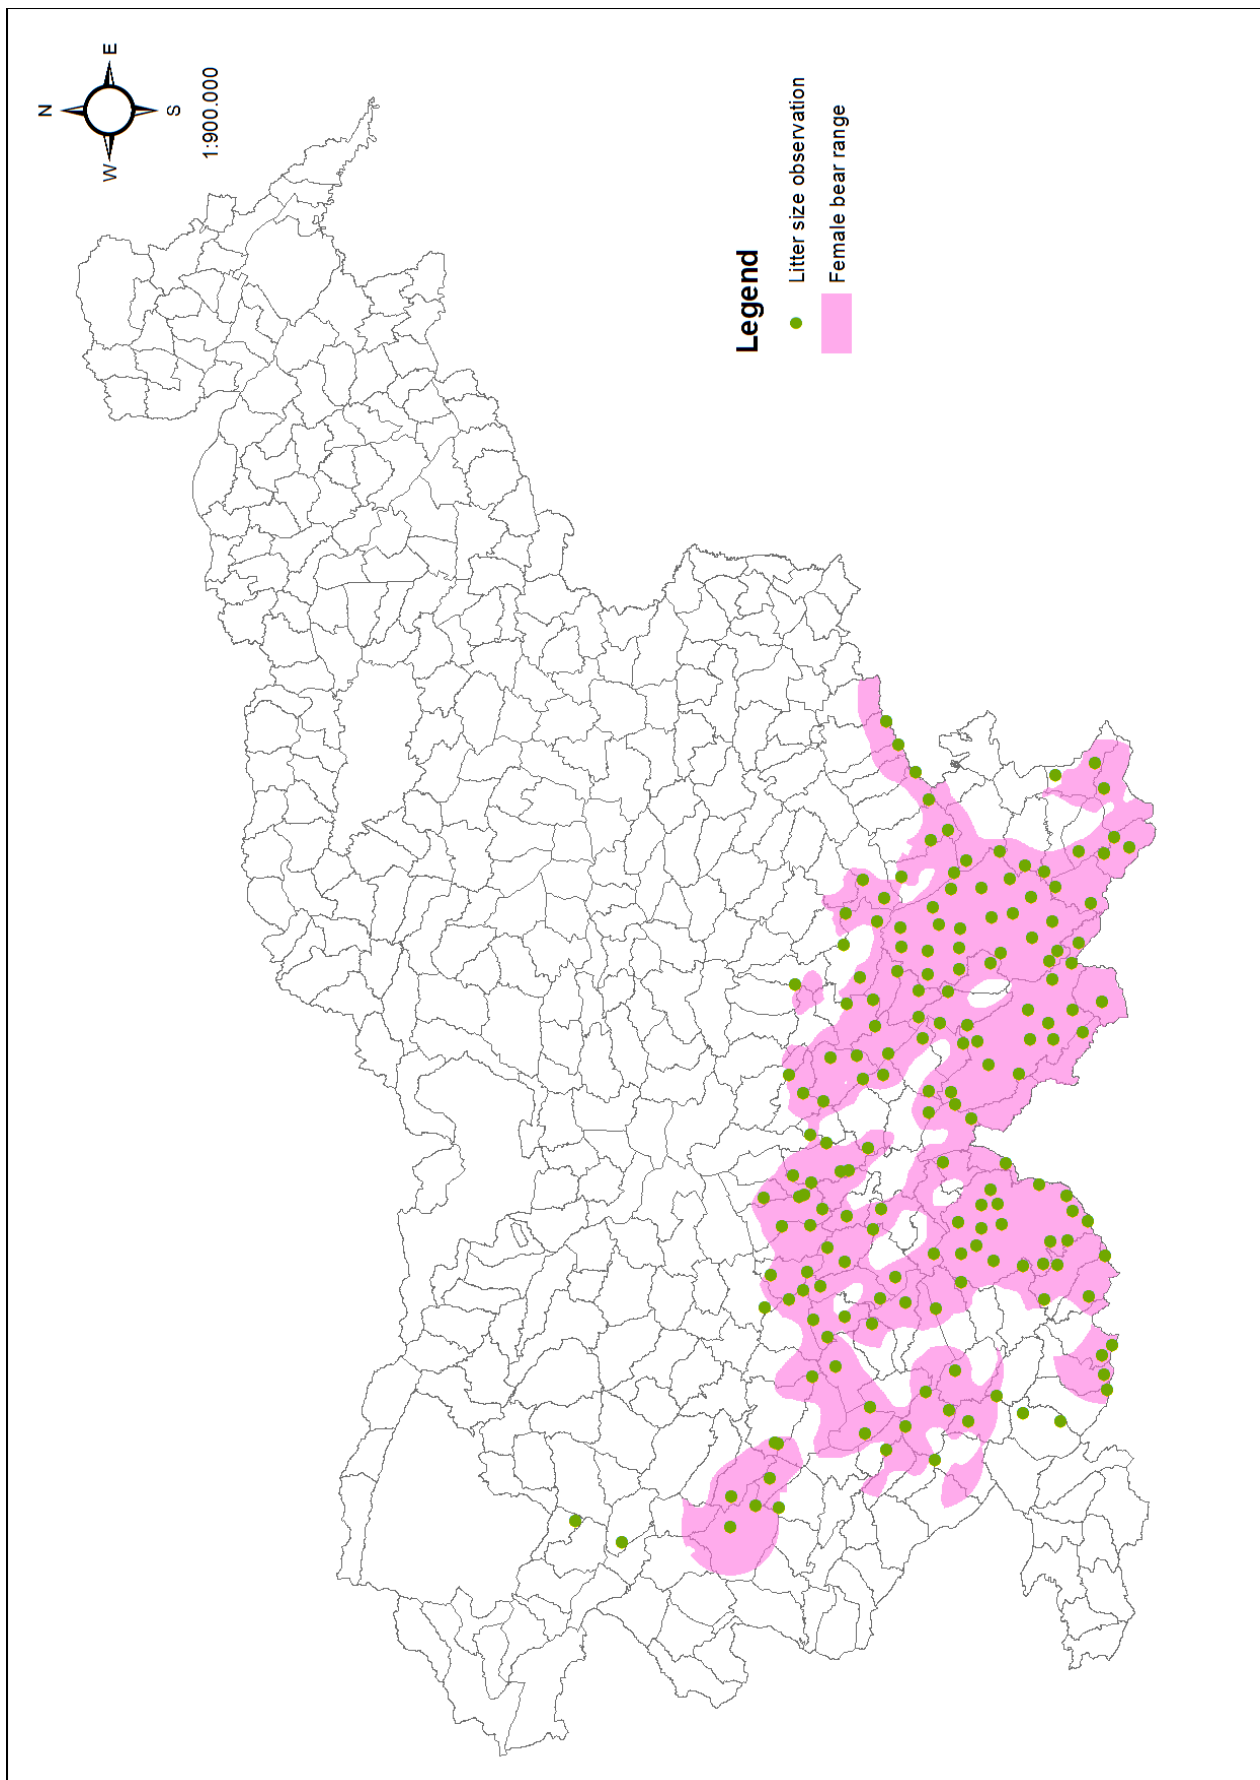 N
W
E
S
1:900.000
Legend
Litter size observation
Female bear range